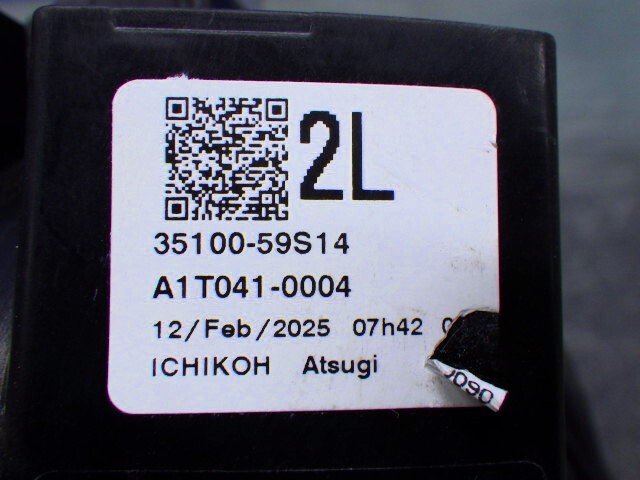 2L
35100-59S14
A1T041-0004
12/Feb/2025 07h42
ICHIKOH Atsugi